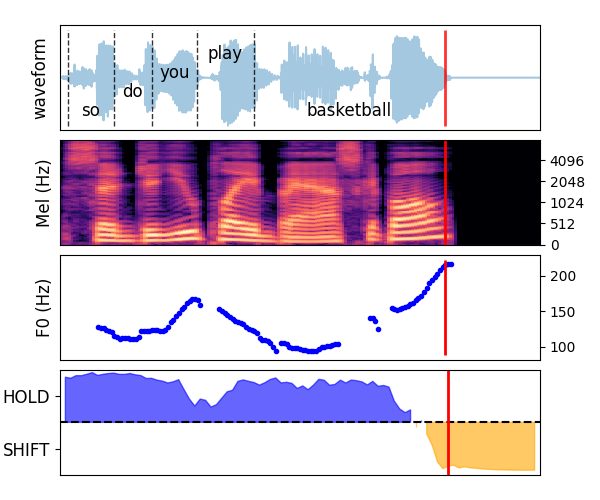 waveform
so
do
you
play
basketball
Mel (Hz)
4096
2048
1024
512
0
F0 (Hz)
200
150
100
HOLD
SHIFT